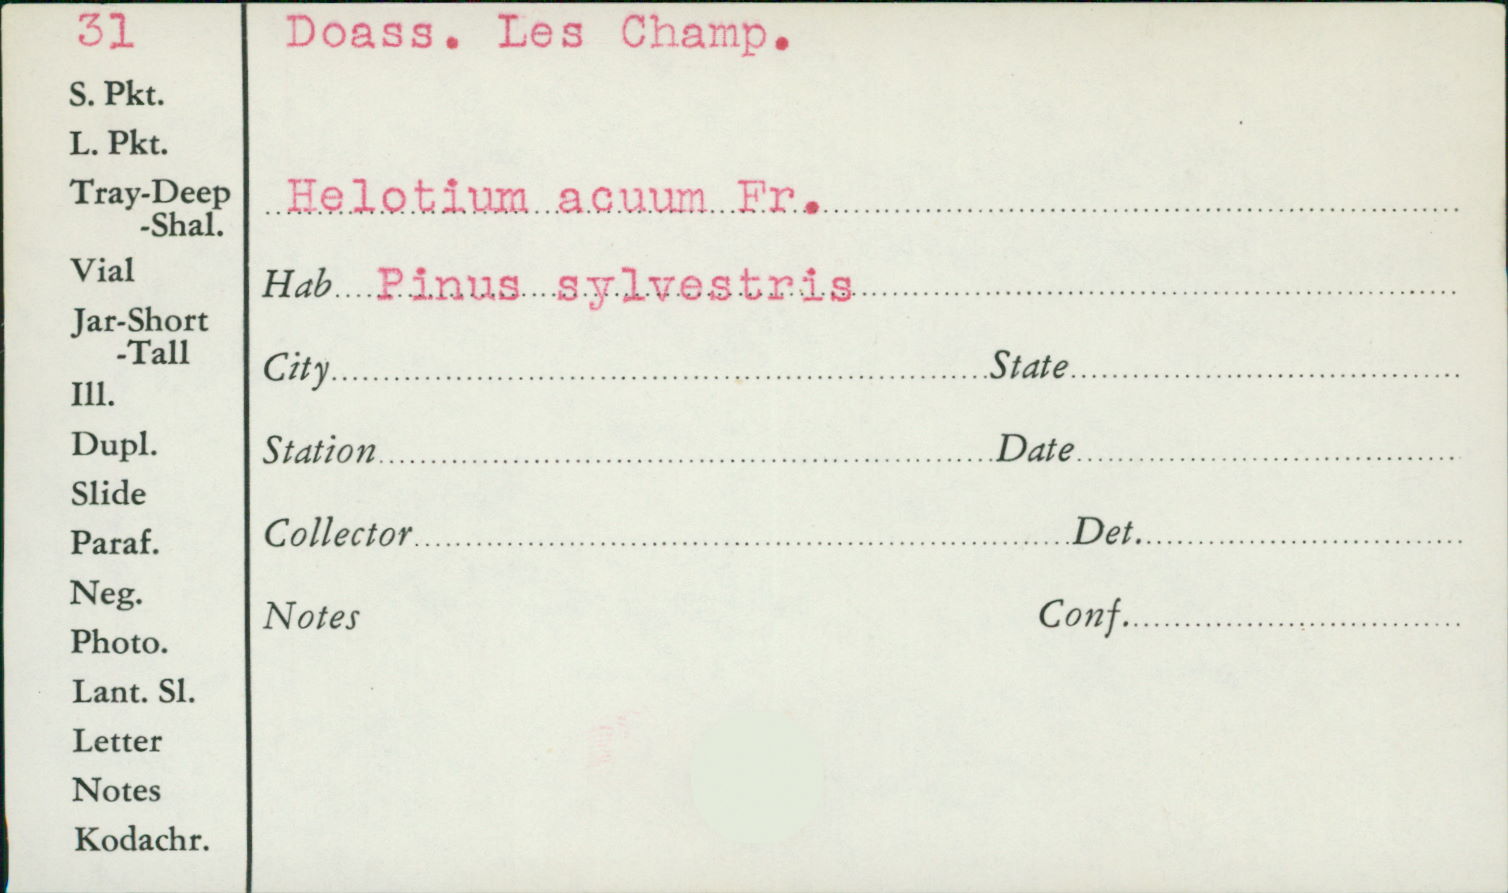 31
Doass. Les Champ.
S. Pkt.
L. Pkt.
Tray-Deep
-Shal.
Helotium acuum Fr.
Vial
Hab Pinus sylvestris
Jar-Short
-Tall
City State
Ill.
Dupl.
Station Date
Slide
Paraf.
Collector Det.
Neg.
Notes Conf.
Photo.
Lant. Sl.
Letter
Notes
Kodachr.